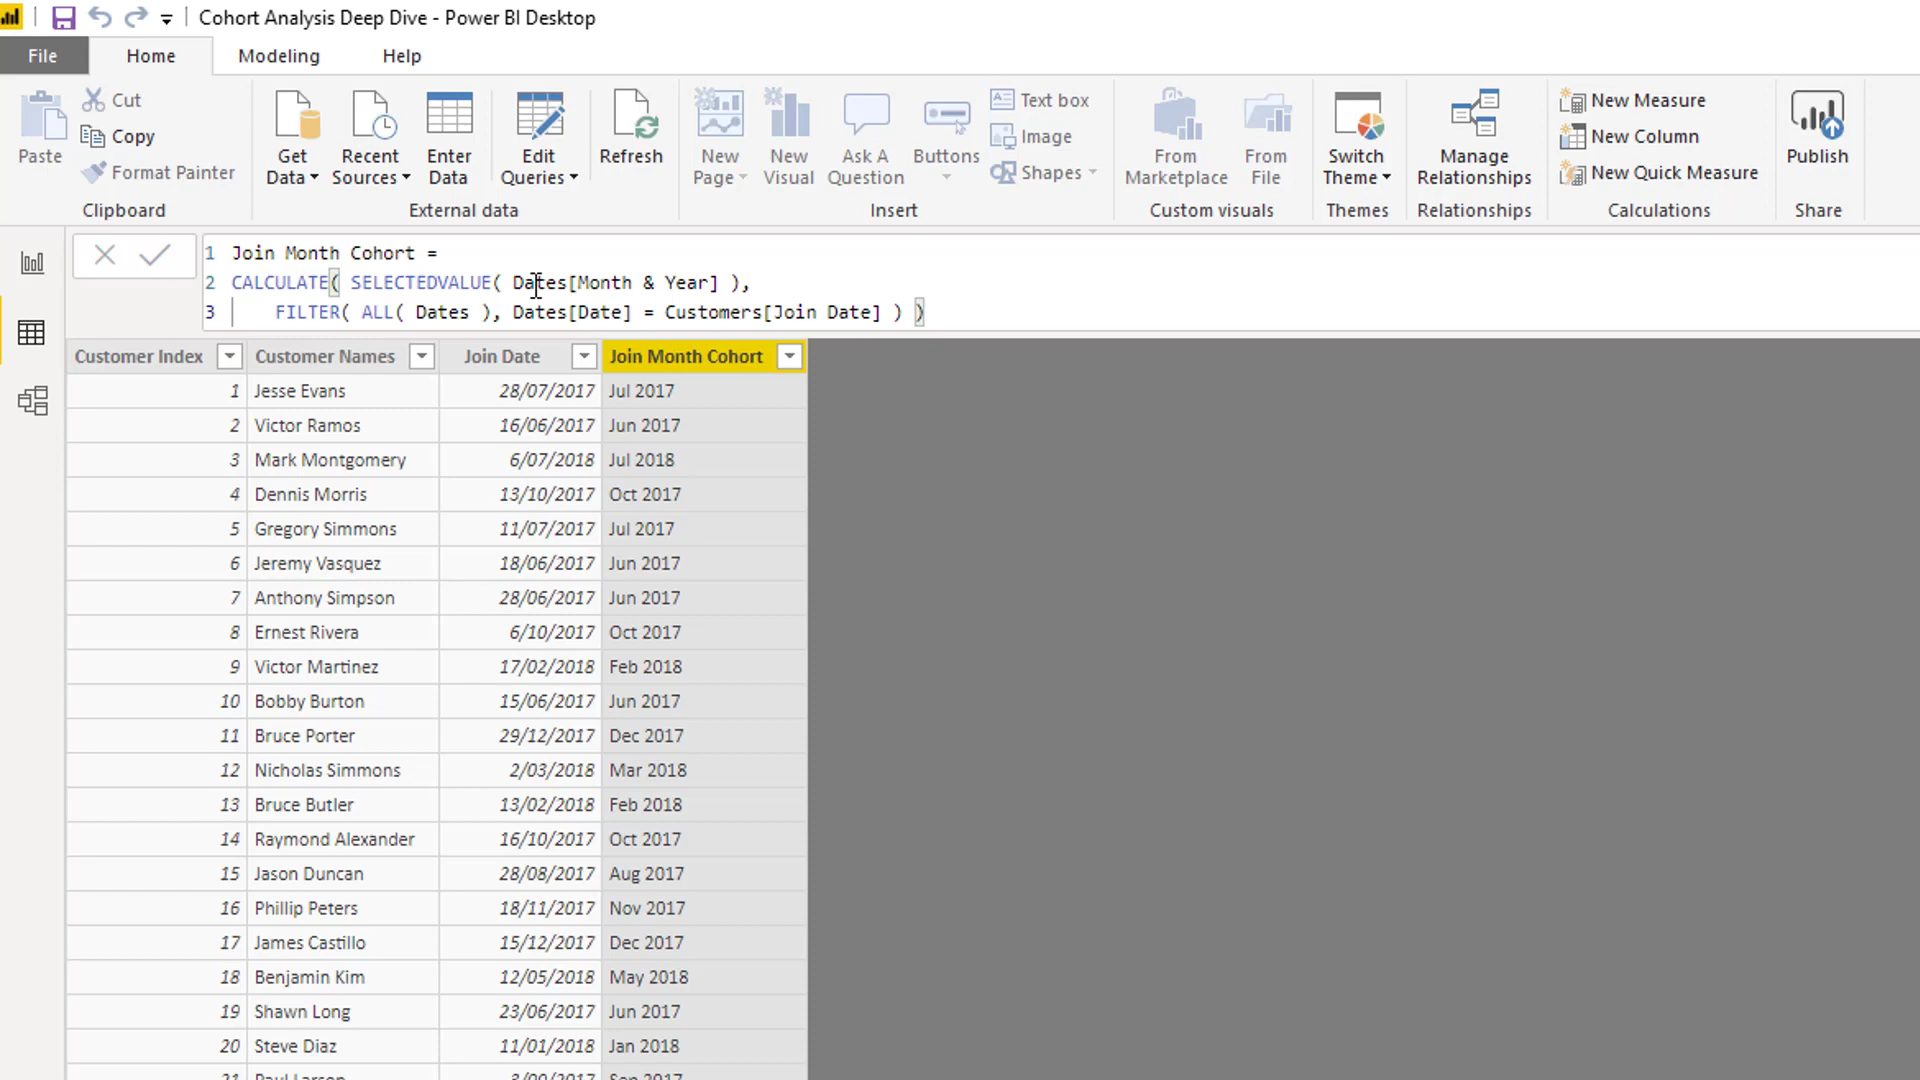 Cohort Analysis Deep Dive - Power BI Desktop
File Home Modeling Help
Paste
Cut
Copy
Format Painter
Clipboard
Get Data
Recent Sources
Enter Data
Edit Queries
Refresh
External data
New Page
New Visual
Ask A Question
Buttons
Text box
Image
Shapes
Insert
From Marketplace
From File
Custom visuals
Switch Theme
Themes
Manage Relationships
Relationships
New Measure
New Column
New Quick Measure
Calculations
Publish
Share
1 Join Month Cohort =
2 CALCULATE( SELECTEDVALUE( Dates[Month & Year] ),
3 FILTER( ALL( Dates ), Dates[Date] = Customers[Join Date] ) )
Customer Index Customer Names Join Date Join Month Cohort
1 Jesse Evans 28/07/2017 Jul 2017
2 Victor Ramos 16/06/2017 Jun 2017
3 Mark Montgomery 6/07/2018 Jul 2018
4 Dennis Morris 13/10/2017 Oct 2017
5 Gregory Simmons 11/07/2017 Jul 2017
6 Jeremy Vasquez 18/06/2017 Jun 2017
7 Anthony Simpson 28/06/2017 Jun 2017
8 Ernest Rivera 6/10/2017 Oct 2017
9 Victor Martinez 17/02/2018 Feb 2018
10 Bobby Burton 15/06/2017 Jun 2017
11 Bruce Porter 29/12/2017 Dec 2017
12 Nicholas Simmons 2/03/2018 Mar 2018
13 Bruce Butler 13/02/2018 Feb 2018
14 Raymond Alexander 16/10/2017 Oct 2017
15 Jason Duncan 28/08/2017 Aug 2017
16 Phillip Peters 18/11/2017 Nov 2017
17 James Castillo 15/12/2017 Dec 2017
18 Benjamin Kim 12/05/2018 May 2018
19 Shawn Long 23/06/2017 Jun 2017
20 Steve Diaz 11/01/2018 Jan 2018